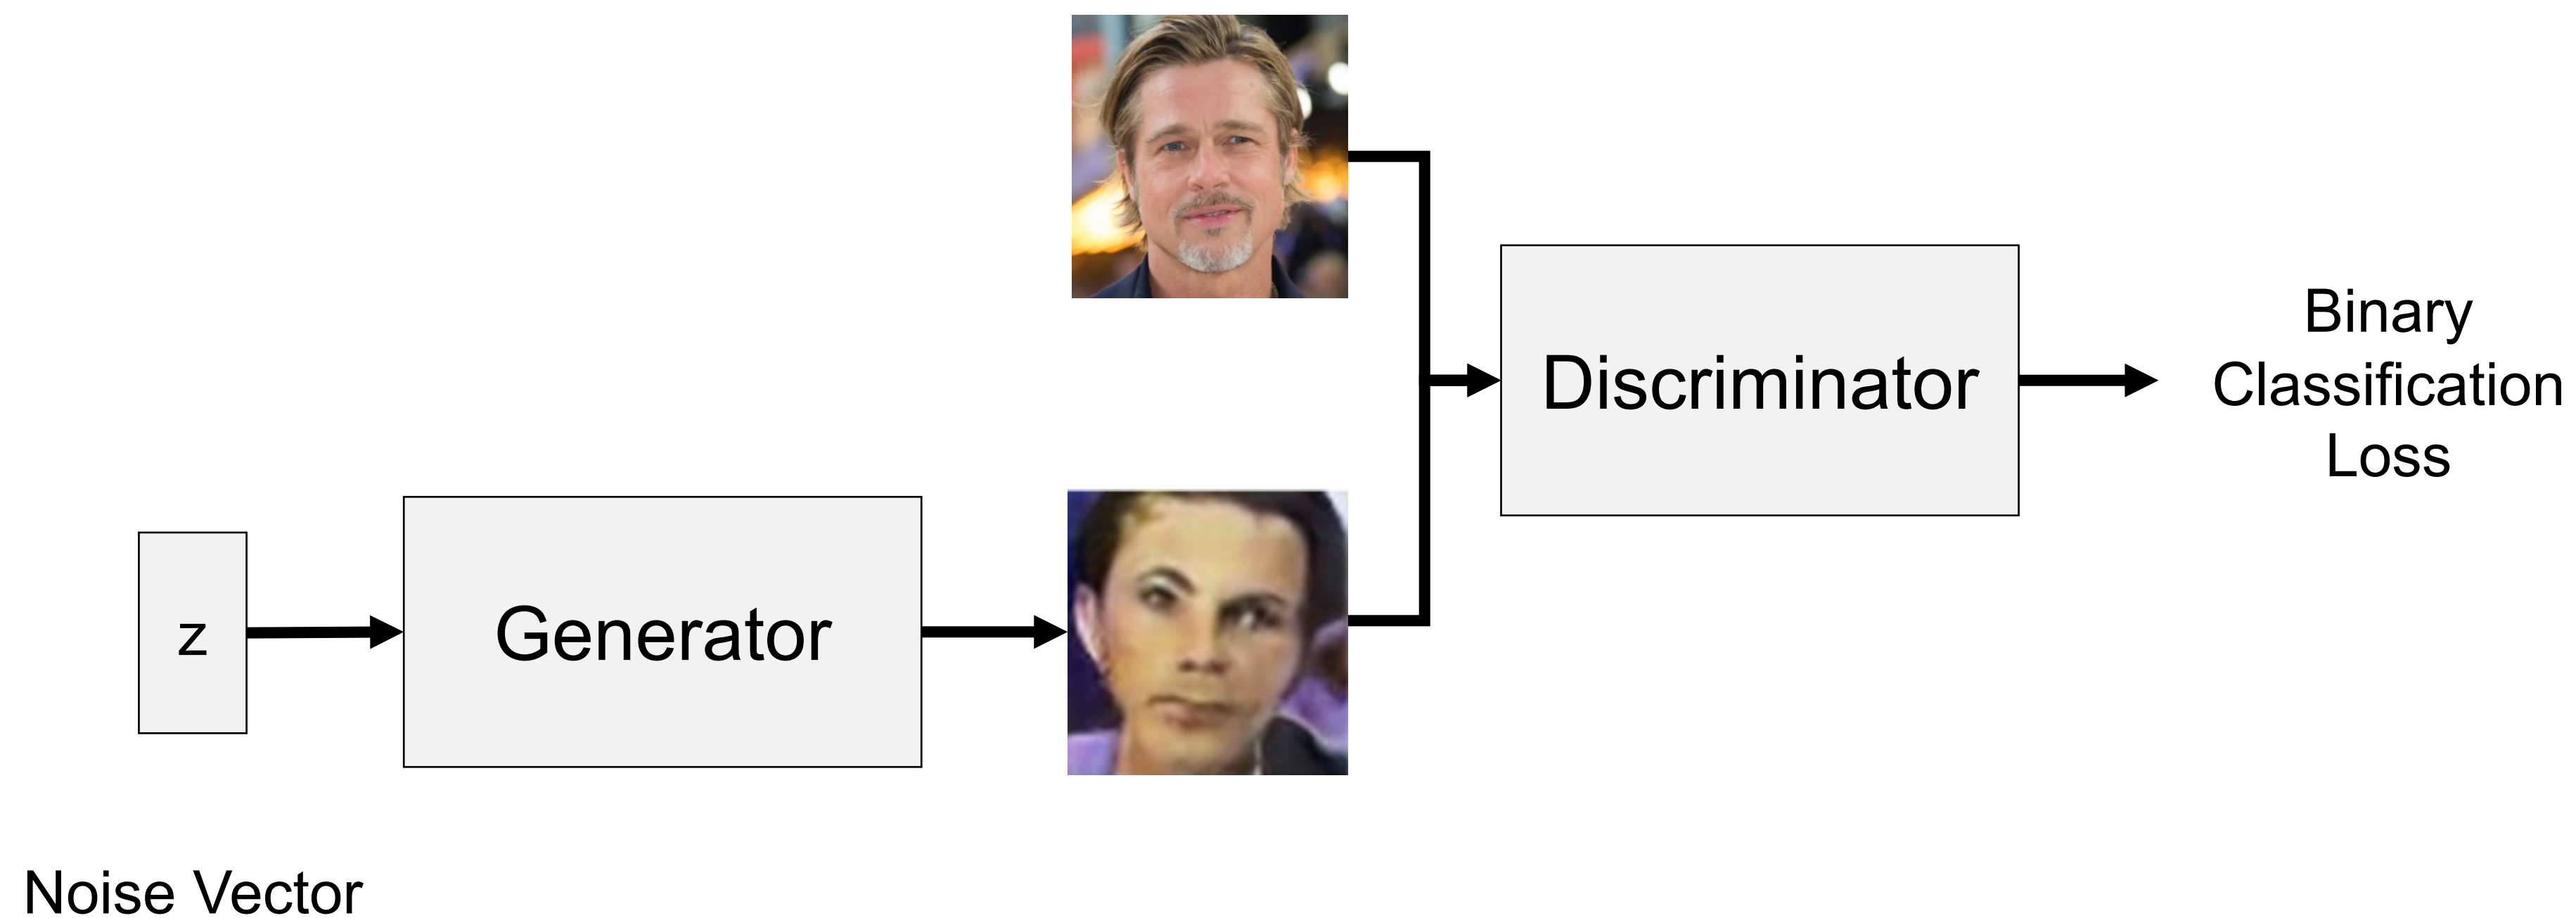 z
Generator
Discriminator
Binary
Classification
Loss
Noise Vector